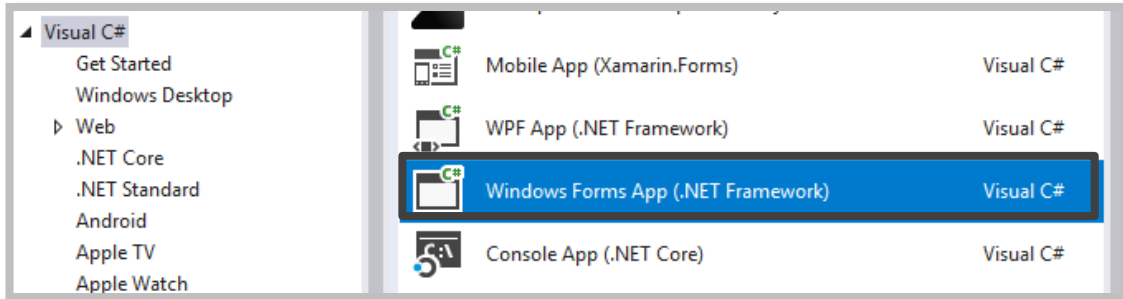 Visual C#
Get Started
Windows Desktop
Web
.NET Core
.NET Standard
Android
Apple TV
Apple Watch
C#
Mobile App (Xamarin.Forms) Visual C#
C#
WPF App (.NET Framework) Visual C#
C#
Windows Forms App (.NET Framework) Visual C#
C:\
Console App (.NET Core) Visual C#